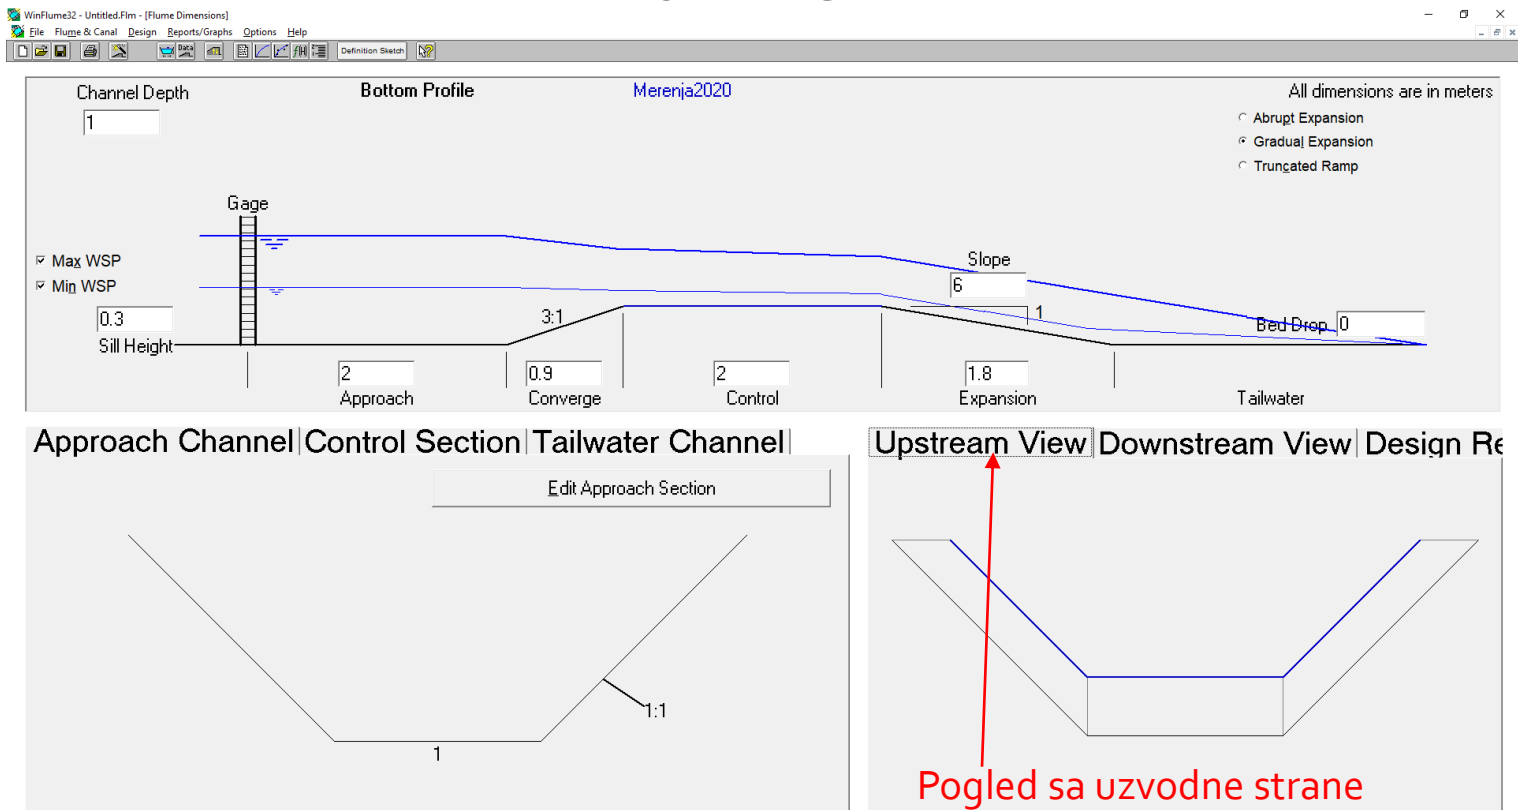 WinFlume32 - Untitled.Flm - [Flume Dimensions]
File Flume & Canal Design Reports/Graphs Options Help
Data fH Definition Sketch
Channel Depth
1
Bottom Profile
Merenja2020
All dimensions are in meters
Abrupt Expansion
Gradual Expansion
Truncated Ramp
Gage
Max WSP
Min WSP
0.3
Sill Height
3:1
Slope
6
1
Bed Drop 0
2
Approach
0.9
Converge
2
Control
1.8
Expansion
Tailwater
Approach Channel Control Section Tailwater Channel
Edit Approach Section
1:1
1
Upstream View Downstream View Design Re
Pogled sa uzvodne strane